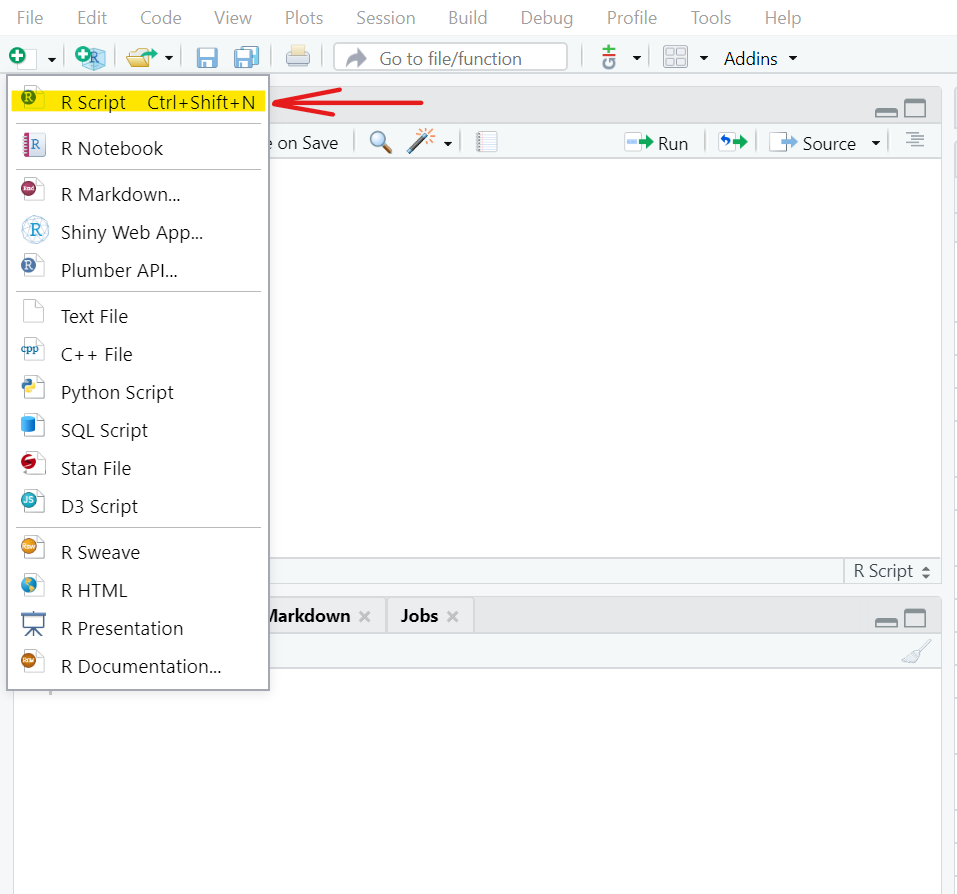 File Edit Code View Plots Session Build Debug Profile Tools Help
Go to file/function Addins
R Script Ctrl+Shift+N
e on Save Run Source
R Notebook
R Markdown...
Shiny Web App...
Plumber API...
Text File
C++ File
Python Script
SQL Script
Stan File
D3 Script
R Sweave
R Script
R HTML
Markdown Jobs
R Presentation
R Documentation...